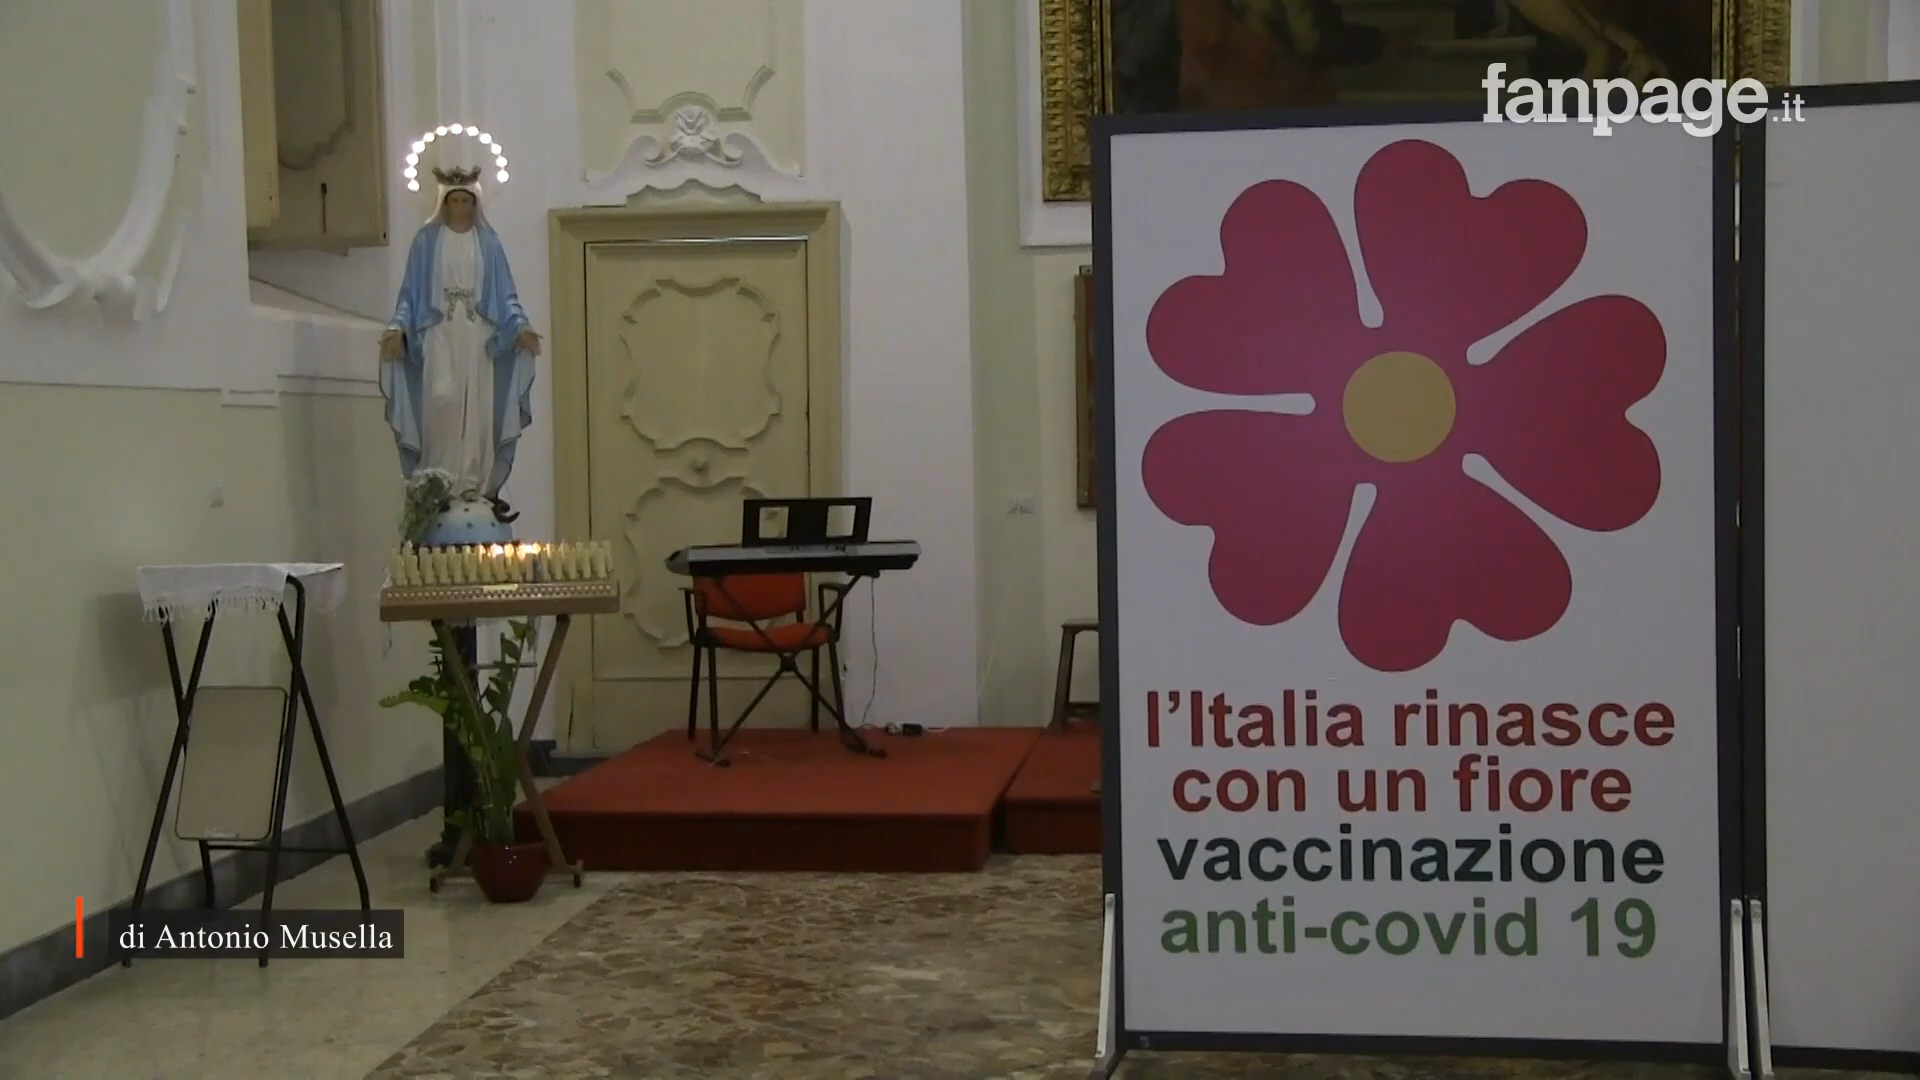 fanpage.it
l'Italia rinasce
con un fiore
vaccinazione
anti-covid 19
di Antonio Musella